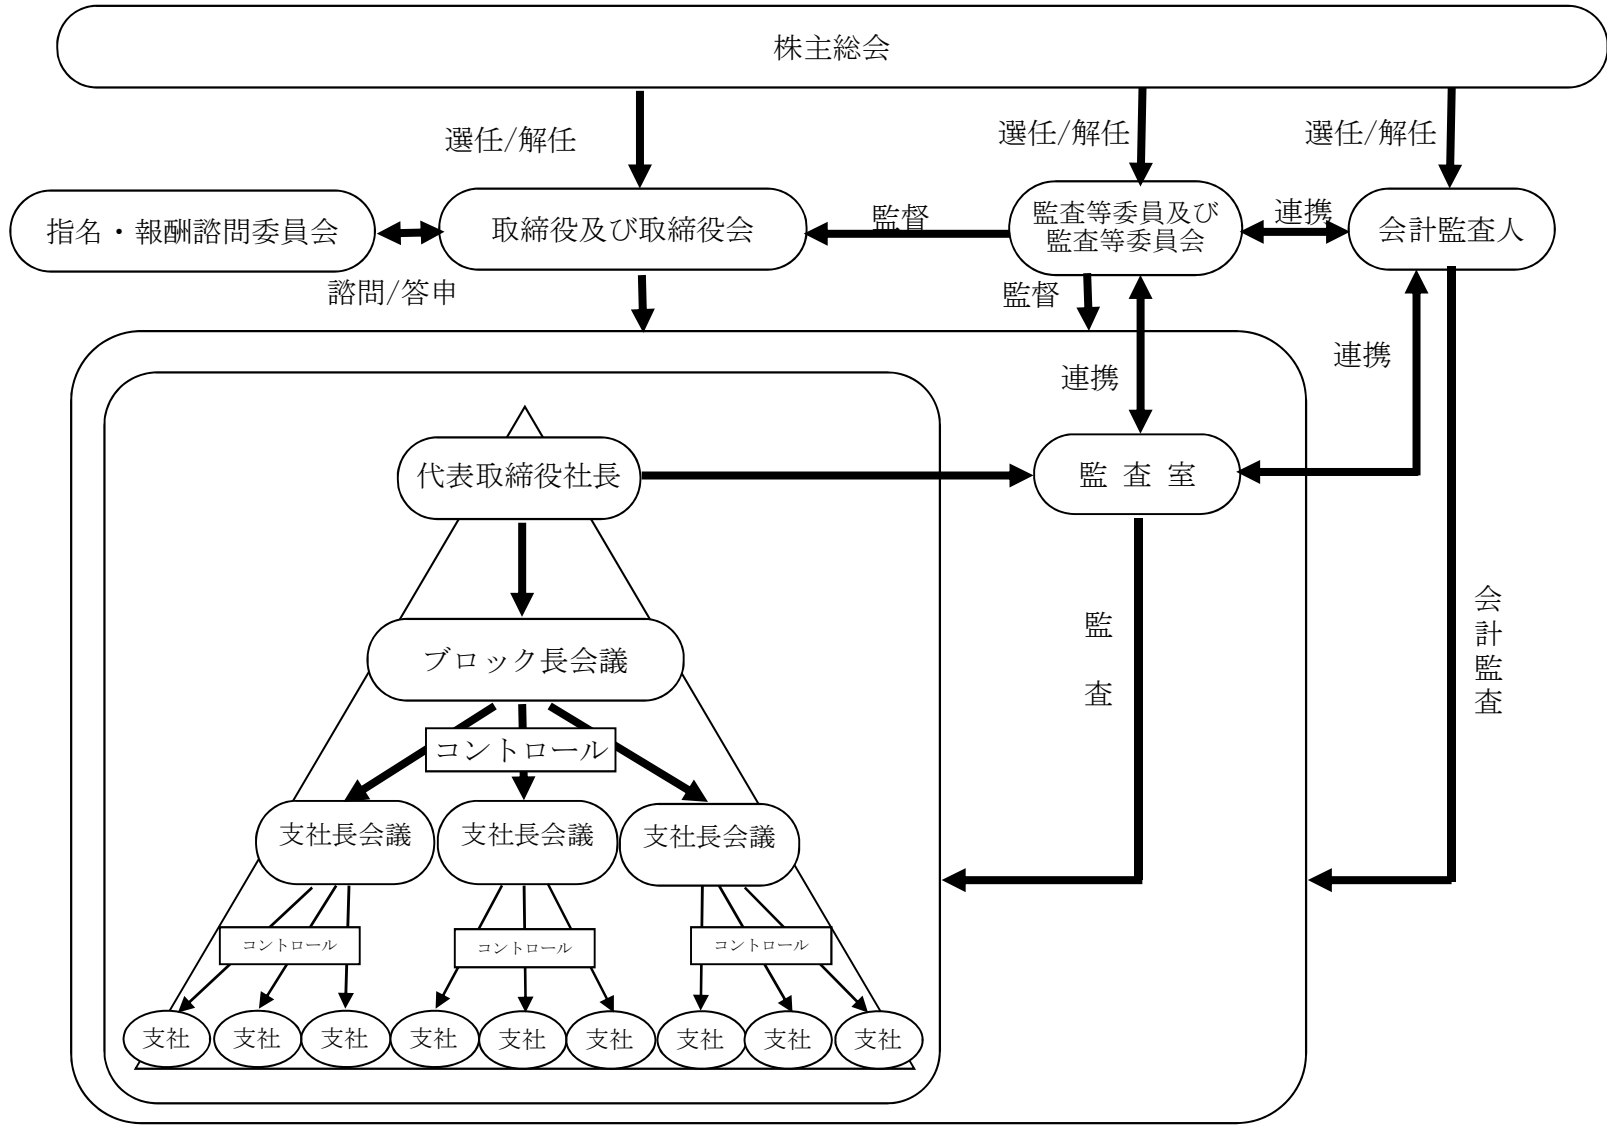 株主総会
選任/解任
選任/解任
選任/解任
指名・報酬諮問委員会
取締役及び取締役会
監督
監査等委員及び
監査等委員会
連携
会計監査人
諮問/答申
監督
連携
連携
代表取締役社長
監 査 室
監
査
会
計
監
査
ブロック長会議
コントロール
支社長会議
支社長会議
支社長会議
コントロール
コントロール
コントロール
支社
支社
支社
支社
支社
支社
支社
支社
支社